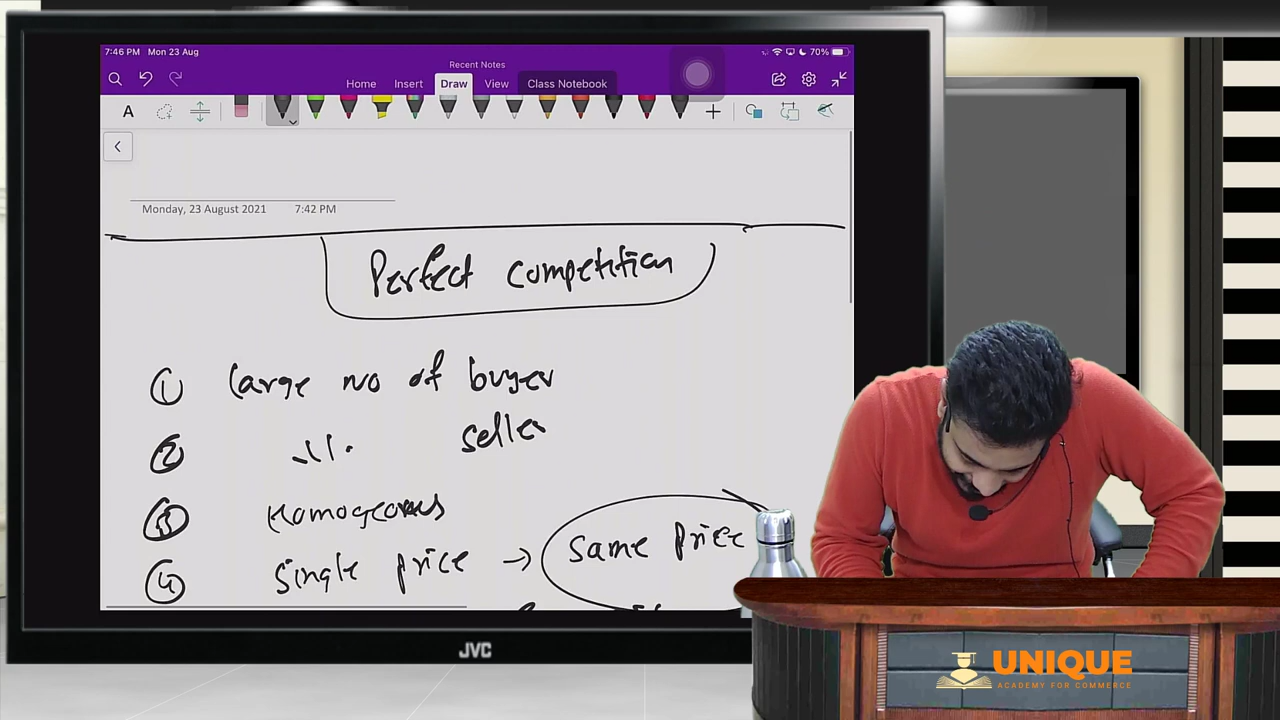 7:46 PM Mon 23 Aug
70%
Recent Notes
Home Insert Draw View Class Notebook
A
Monday, 23 August 2021 7:42 PM
Perfect competition
① large no of buyer
② -11- seller
③ Homogeous
④ single price → same price
JVC
UNIQUE
ACADEMY FOR COMMERCE